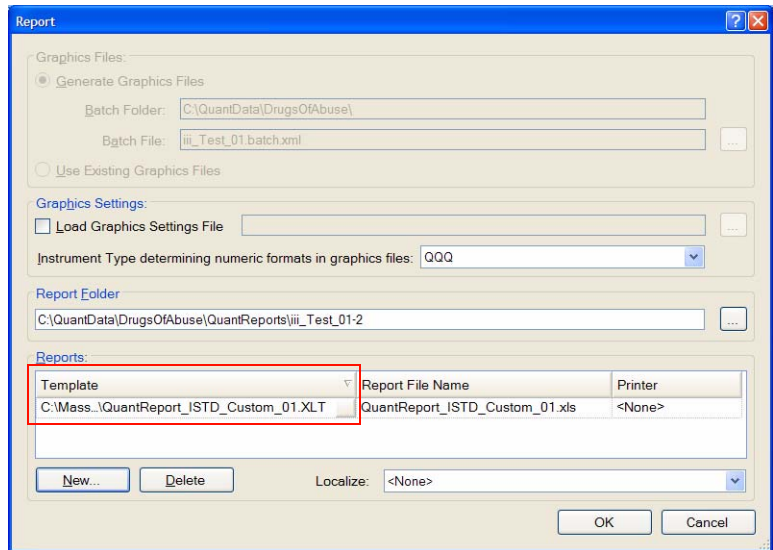 Report
Graphics Files:
Generate Graphics Files
Batch Folder: C:\QuantData\DrugsOfAbuse\
Batch File: iii_Test_01.batch.xml ...
Use Existing Graphics Files
Graphics Settings:
Load Graphics Settings File ...
Instrument Type determining numeric formats in graphics files: QQQ
Report Folder
C:\QuantData\DrugsOfAbuse\QuantReports\iii_Test_01-2 ...
Reports:
Template Report File Name Printer
C:\Mass...\QuantReport_ISTD_Custom_01.XLT QuantReport_ISTD_Custom_01.xls <None>
New... Delete Localize: <None>
OK Cancel